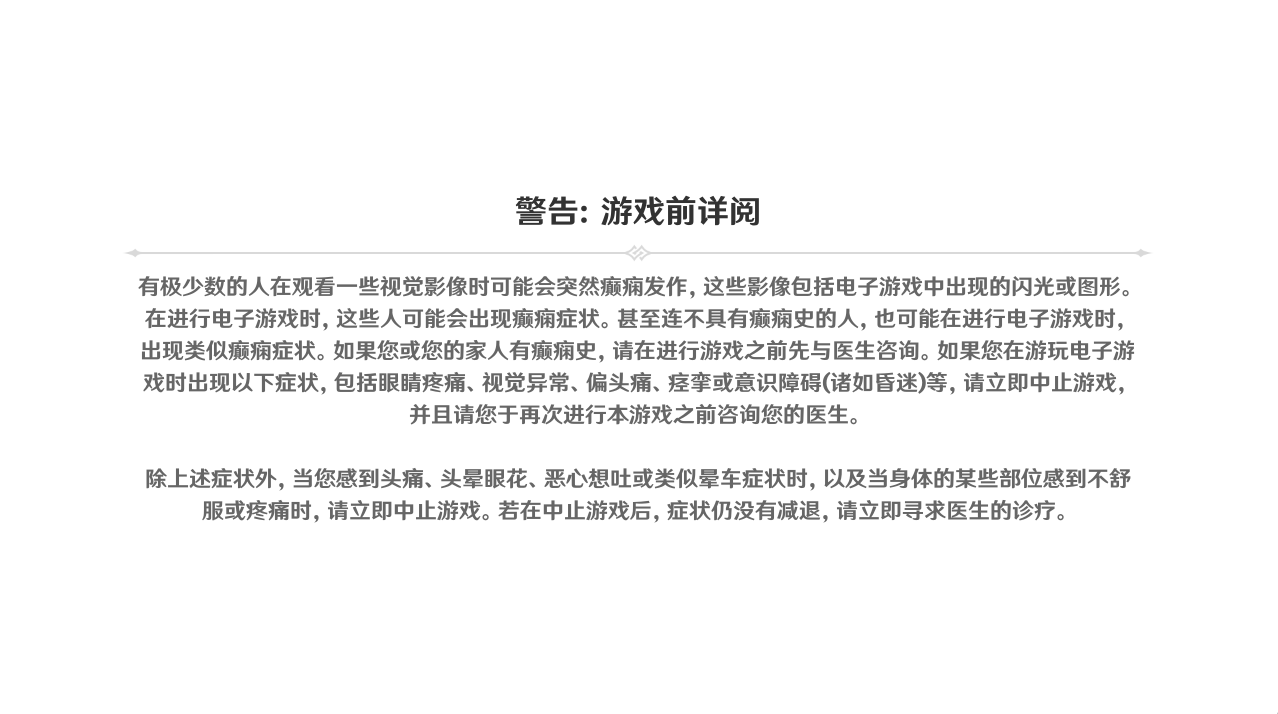 警告: 游戏前详阅
有极少数的人在观看一些视觉影像时可能会突然癫痫发作, 这些影像包括电子游戏中出现的闪光或图形。
在进行电子游戏时, 这些人可能会出现癫痫症状。甚至连不具有癫痫史的人, 也可能在进行电子游戏时,
出现类似癫痫症状。如果您或您的家人有癫痫史, 请在进行游戏之前先与医生咨询。如果您在游玩电子游
戏时出现以下症状, 包括眼睛疼痛、视觉异常、偏头痛、痉挛或意识障碍(诸如昏迷)等, 请立即中止游戏,
并且请您于再次进行本游戏之前咨询您的医生。
除上述症状外, 当您感到头痛、头晕眼花、恶心想吐或类似晕车症状时, 以及当身体的某些部位感到不舒
服或疼痛时, 请立即中止游戏。若在中止游戏后, 症状仍没有减退, 请立即寻求医生的诊疗。